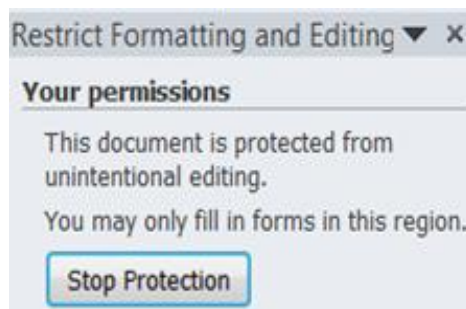 Restrict Formatting and Editing
Your permissions
This document is protected from
unintentional editing.
You may only fill in forms in this region.
Stop Protection